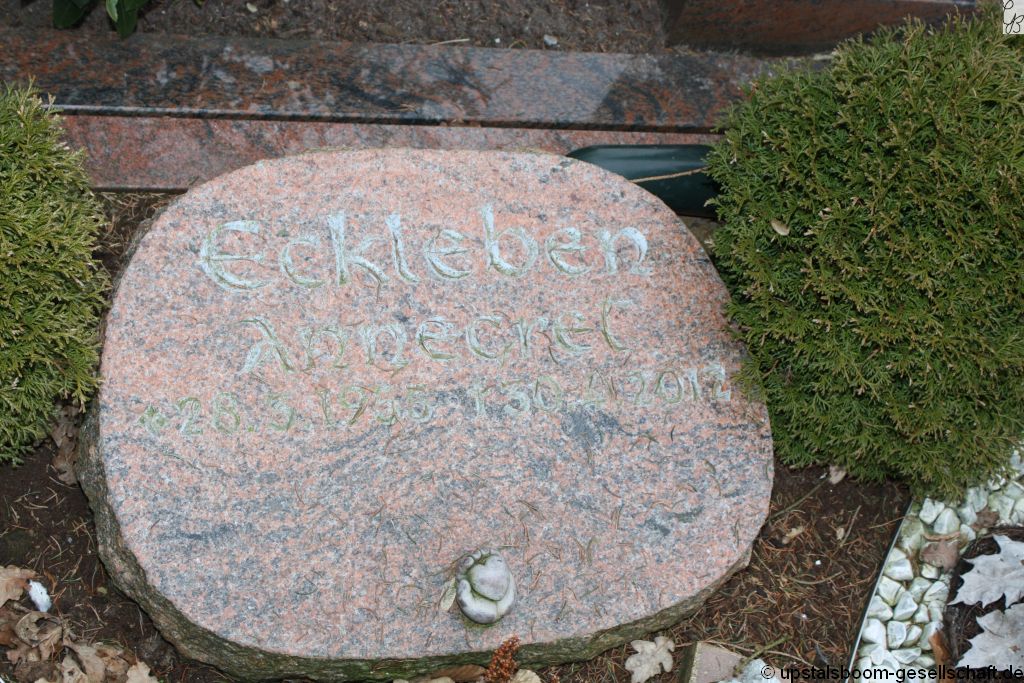 Eckleben
Annegret
* 28.3.1935 † 30.4.2012
© upstalsboom-gesellschaft.de